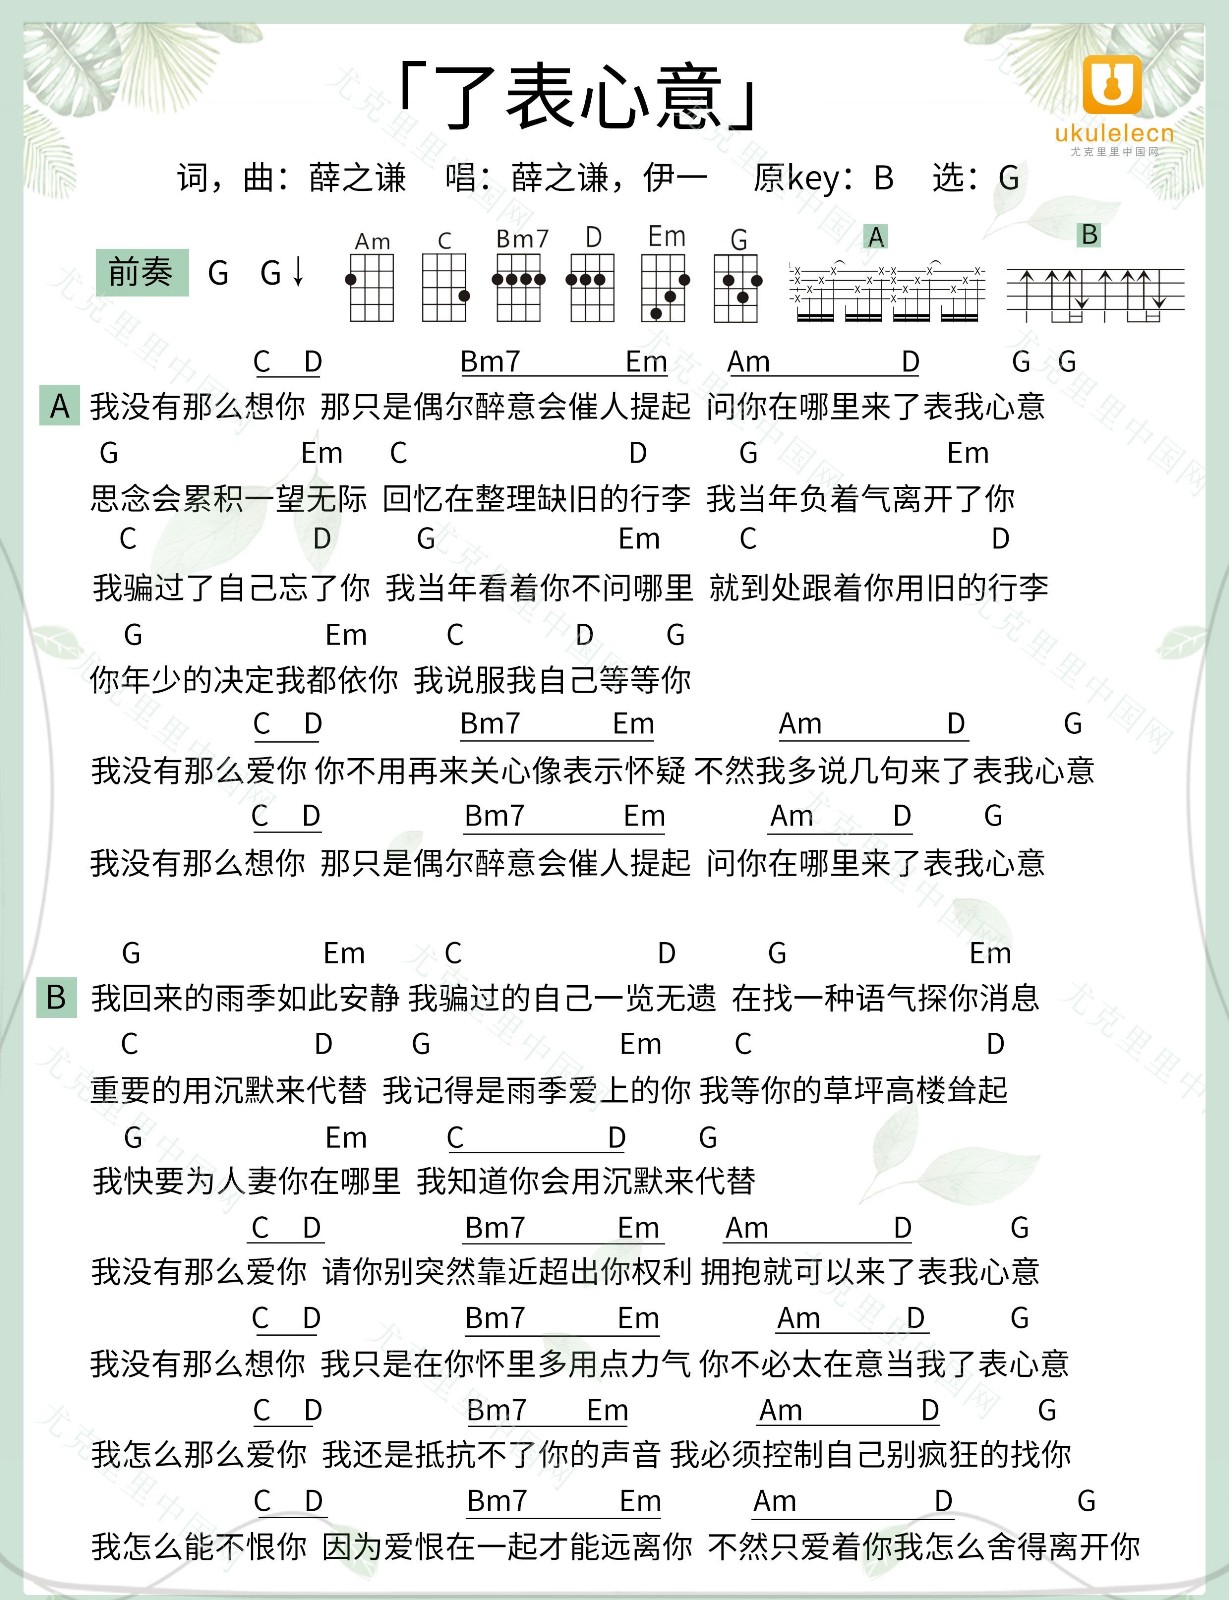 「了表心意」
ukulelecn
尤克里里中国网
词，曲：薛之谦 唱：薛之谦，伊一 原key：B 选：G
前奏 G G↓ Am C Bm7 D Em G A B
C D Bm7 Em Am D G G
A 我没有那么想你 那只是偶尔醉意会催人提起 问你在哪里来了表我心意
G Em C D G Em
思念会累积一望无际 回忆在整理缺旧的行李 我当年负着气离开了你
C D G Em C D
我骗过了自己忘了你 我当年看着你不问哪里 就到处跟着你用旧的行李
G Em C D G
你年少的决定我都依你 我说服我自己等等你
C D Bm7 Em Am D G
我没有那么爱你 你不用再来关心像表示怀疑 不然我多说几句来了表我心意
C D Bm7 Em Am D G
我没有那么想你 那只是偶尔醉意会催人提起 问你在哪里来了表我心意
G Em C D G Em
B 我回来的雨季如此安静 我骗过的自己一览无遗 在找一种语气探你消息
C D G Em C D
重要的用沉默来代替 我记得是雨季爱上的你 我等你的草坪高楼耸起
G Em C D G
我快要为人妻你在哪里 我知道你会用沉默来代替
C D Bm7 Em Am D G
我没有那么爱你 请你别突然靠近超出你权利 拥抱就可以来了表我心意
C D Bm7 Em Am D G
我没有那么想你 我只是在你怀里多用点力气 你不必太在意当我了表心意
C D Bm7 Em Am D G
我怎么那么爱你 我还是抵抗不了你的声音 我必须控制自己别疯狂的找你
C D Bm7 Em Am D G
我怎么能不恨你 因为爱恨在一起才能远离你 不然只爱着你我怎么舍得离开你